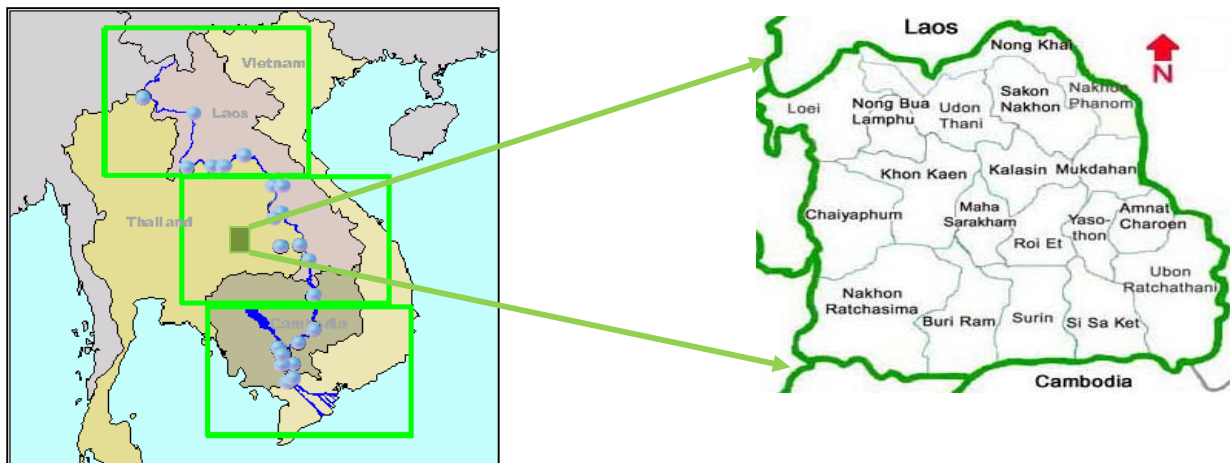 Vietnam
Laos
Thailand
Cambodia
Laos
Nong Khai
N
Loei
Nong Bua
Lamphu
Udon
Thani
Sakon
Nakhon
Nakhon
Phanom
Khon Kaen
Kalasin
Mukdahan
Chaiyaphum
Maha
Sarakham
Roi Et
Yaso-
thon
Amnat
Charoen
Ubon
Ratchathani
Nakhon
Ratchasima
Buri Ram
Surin
Si Sa Ket
Cambodia